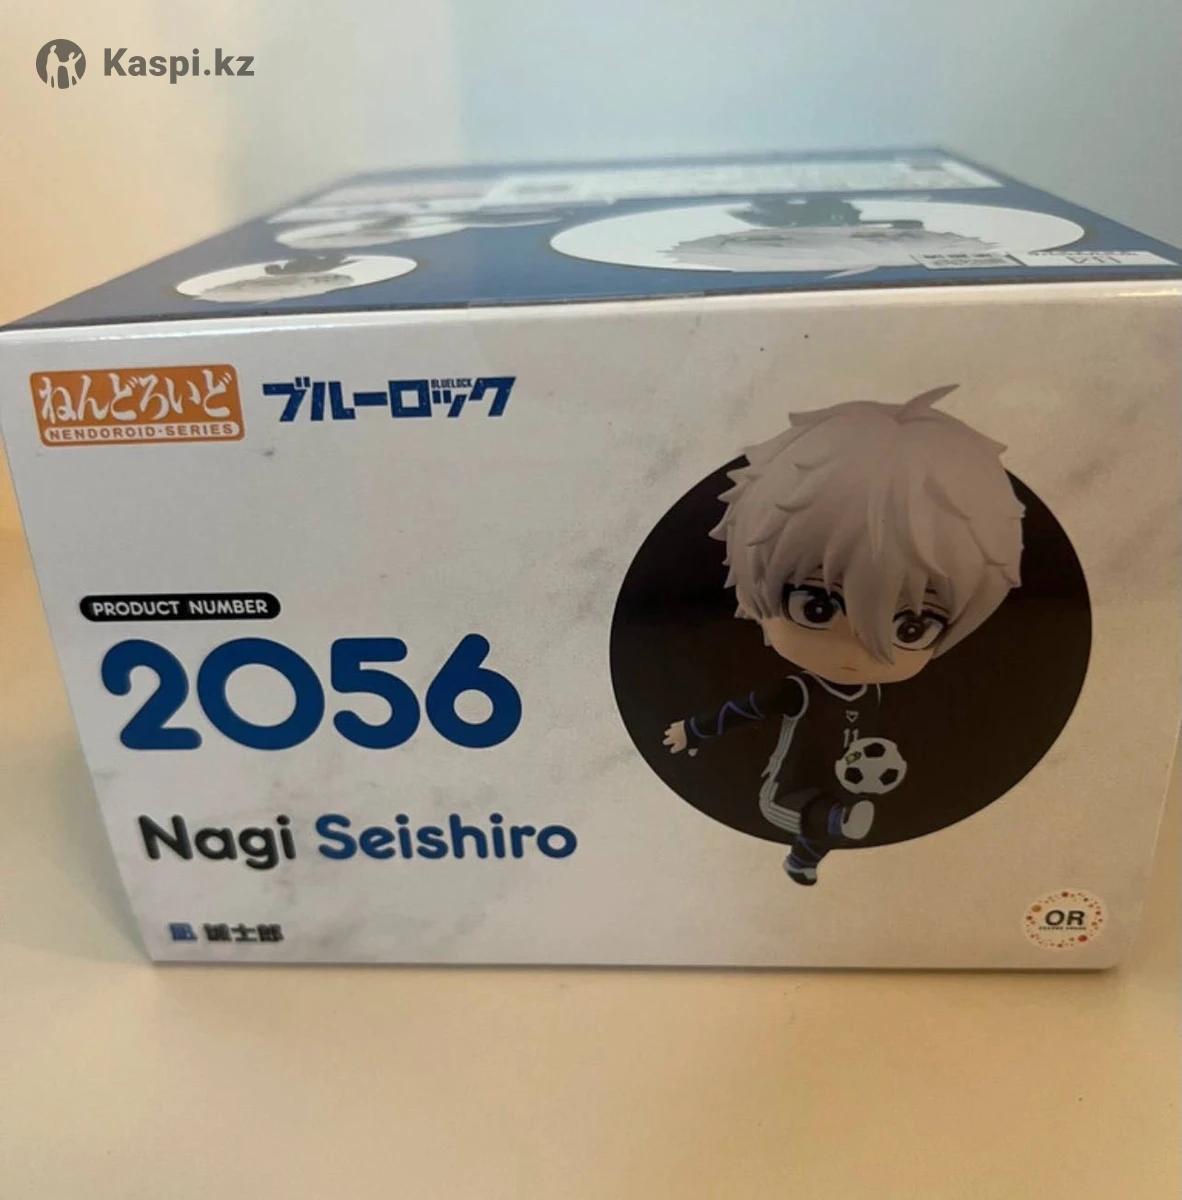 Kaspi.kz
ねんどろいど
NENDOROID·SERIES
BLUELOCK
ブルーロック
PRODUCT NUMBER
2056
Nagi Seishiro
凪 誠士郎
11
OR